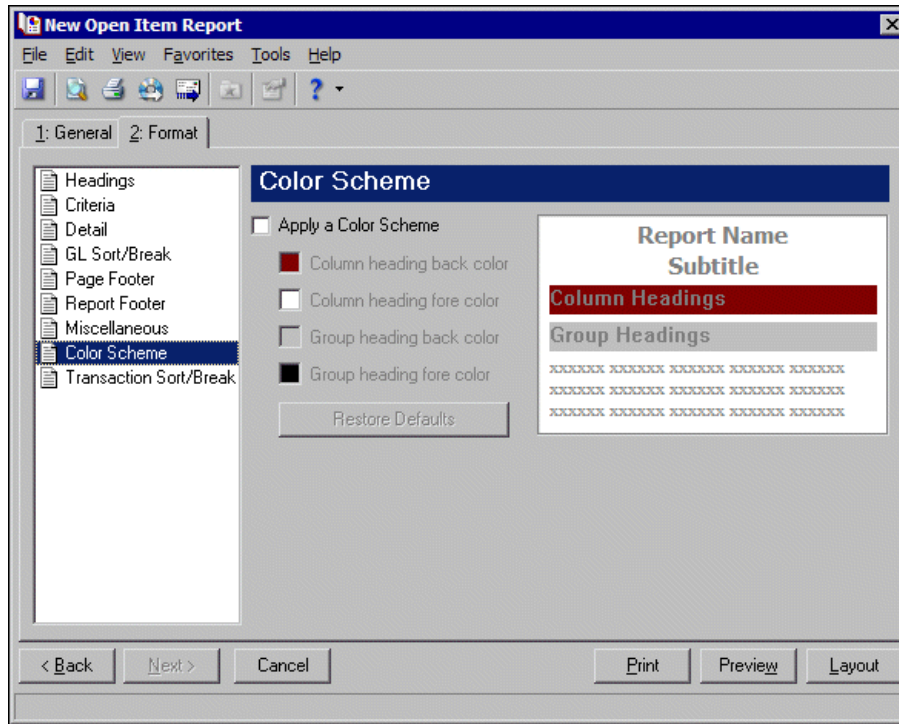 New Open Item Report
File Edit View Favorites Tools Help
1: General 2: Format
Headings
Criteria
Detail
GL Sort/Break
Page Footer
Report Footer
Miscellaneous
Color Scheme
Transaction Sort/Break
Color Scheme
Apply a Color Scheme
Column heading back color
Column heading fore color
Group heading back color
Group heading fore color
Restore Defaults
Report Name
Subtitle
Column Headings
Group Headings
xxxxxx xxxxxx xxxxxx xxxxxx xxxxxx
xxxxxx xxxxxx xxxxxx xxxxxx xxxxxx
xxxxxx xxxxxx xxxxxx xxxxxx xxxxxx
< Back Next > Cancel Print Preview Layout